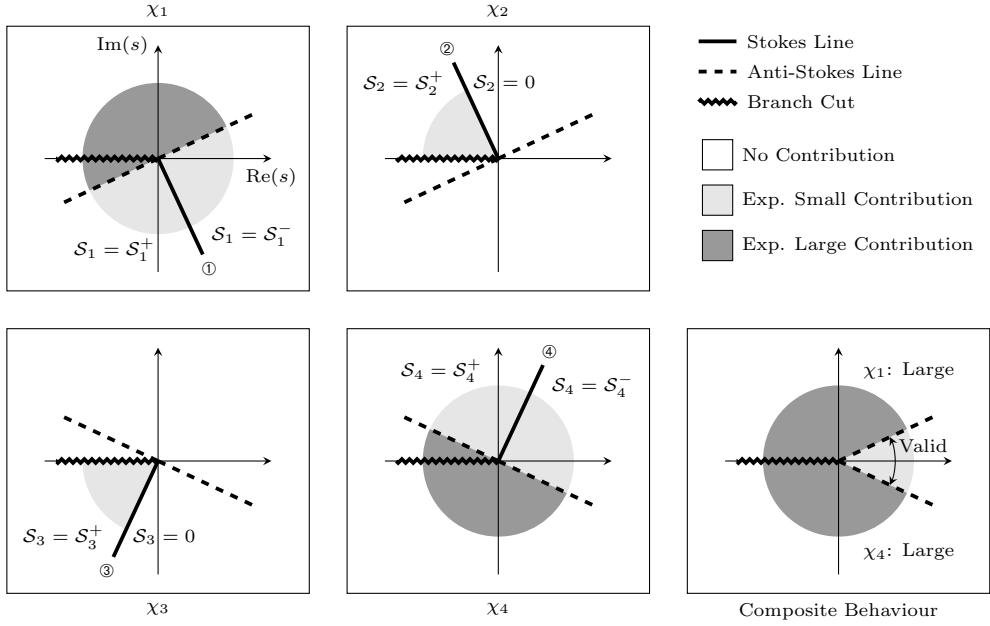 χ₁
Im(s)
Re(s)
𝒮₁ = 𝒮₁⁺
𝒮₁ = 𝒮₁⁻
①
χ₂
②
𝒮₂ = 𝒮₂⁺
𝒮₂ = 0
Stokes Line
Anti-Stokes Line
Branch Cut
No Contribution
Exp. Small Contribution
Exp. Large Contribution
𝒮₃ = 𝒮₃⁺
𝒮₃ = 0
③
χ₃
④
𝒮₄ = 𝒮₄⁺
𝒮₄ = 𝒮₄⁻
χ₄
χ₁: Large
Valid
χ₄: Large
Composite Behaviour